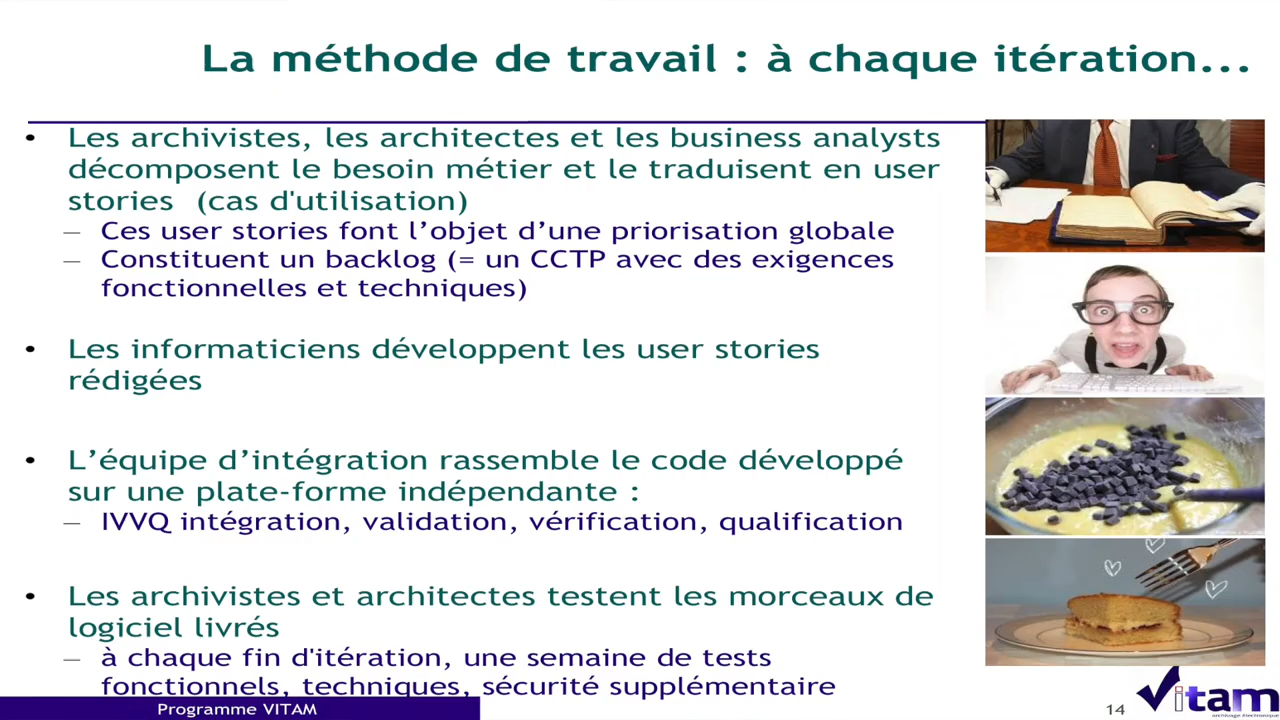 La méthode de travail : à chaque itération...
• Les archivistes, les architectes et les business analysts
décomposent le besoin métier et le traduisent en user
stories (cas d'utilisation)
— Ces user stories font l’objet d’une priorisation globale
— Constituent un backlog (= un CCTP avec des exigences
fonctionnelles et techniques)
• Les informaticiens développent les user stories
rédigées
• L’équipe d’intégration rassemble le code développé
sur une plate-forme indépendante :
— IVVQ intégration, validation, vérification, qualification
• Les archivistes et architectes testent les morceaux de
logiciel livrés
— à chaque fin d'itération, une semaine de tests
fonctionnels, techniques, sécurité supplémentaire
Programme VITAM
14
Vitam
archivage électronique